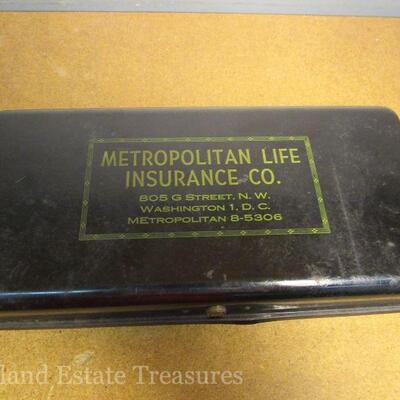 METROPOLITAN LIFE
INSURANCE CO.
805 G STREET, N. W.
WASHINGTON 1, D. C.
METROPOLITAN 8-5306
land Estate Treasures